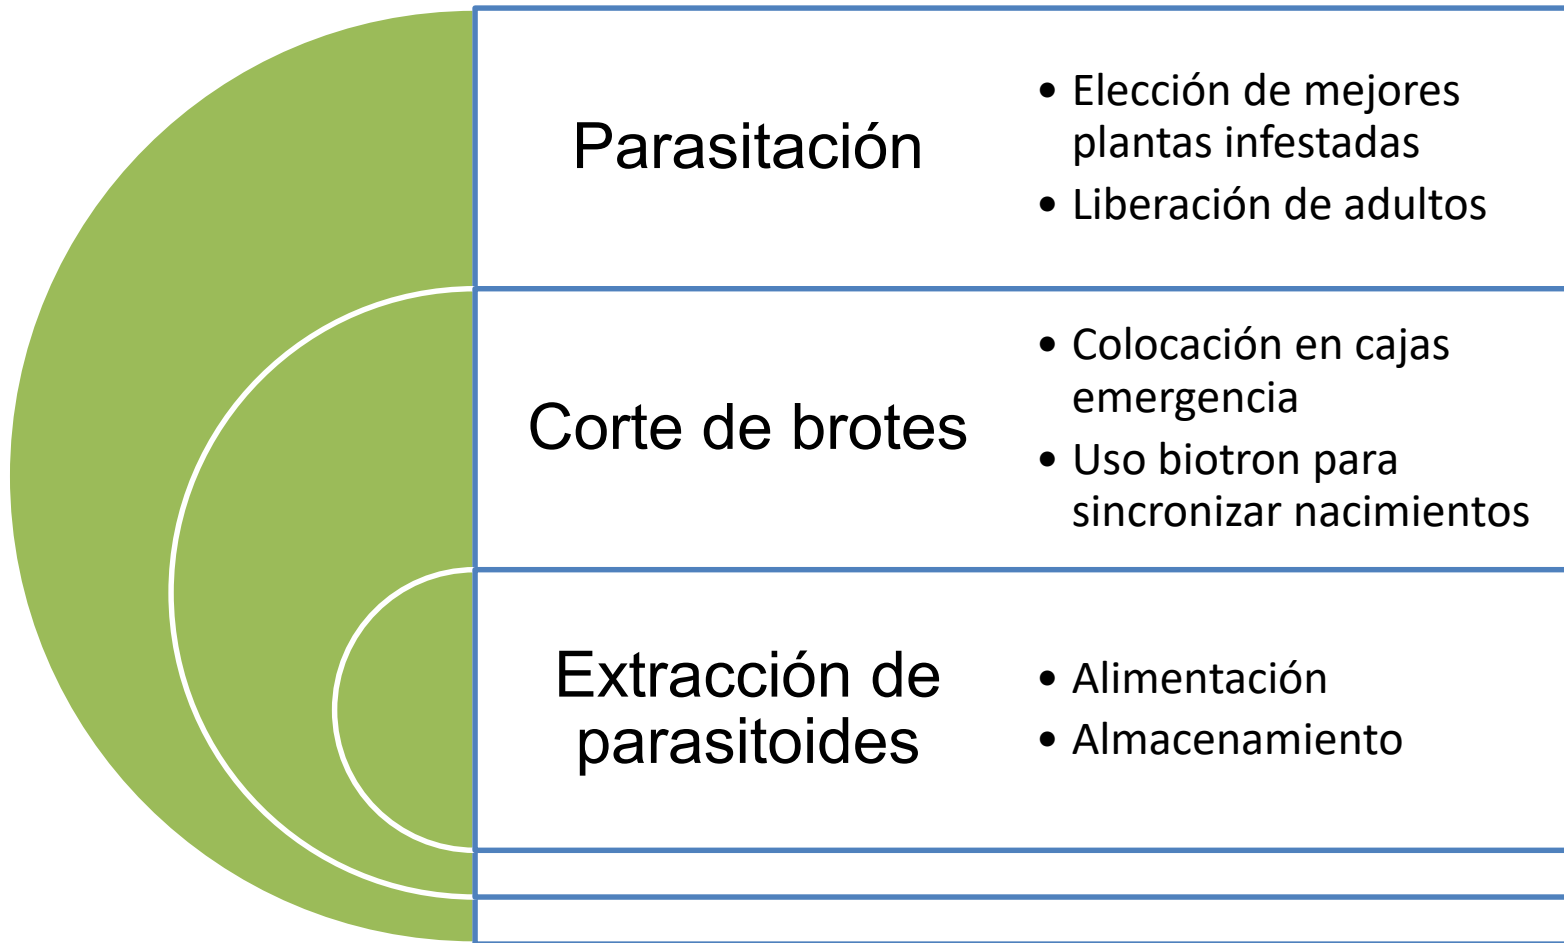 Parasitación
• Elección de mejores
plantas infestadas
• Liberación de adultos
Corte de brotes
• Colocación en cajas
emergencia
• Uso biotron para
sincronizar nacimientos
Extracción de
parasitoides
• Alimentación
• Almacenamiento